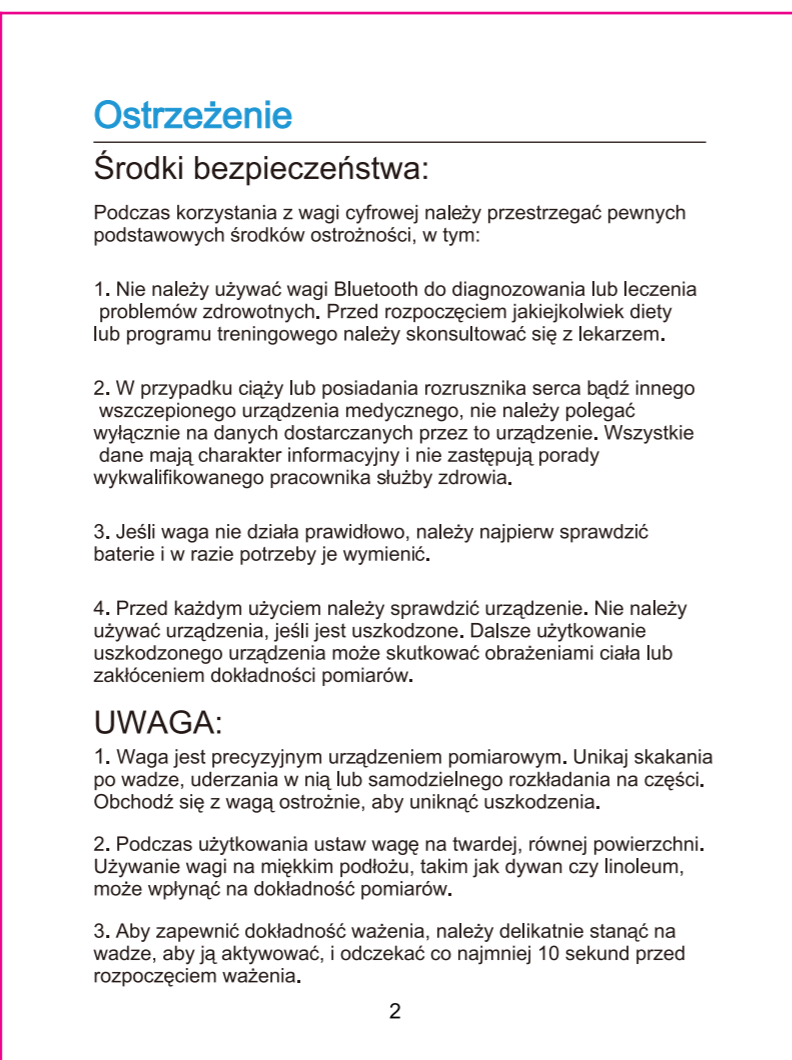 Ostrzeżenie
Środki bezpieczeństwa:
Podczas korzystania z wagi cyfrowej należy przestrzegać pewnych
podstawowych środków ostrożności, w tym:
1. Nie należy używać wagi Bluetooth do diagnozowania lub leczenia
problemów zdrowotnych. Przed rozpoczęciem jakiejkolwiek diety
lub programu treningowego należy skonsultować się z lekarzem.
2. W przypadku ciąży lub posiadania rozrusznika serca bądź innego
wszczepionego urządzenia medycznego, nie należy polegać
wyłącznie na danych dostarczanych przez to urządzenie. Wszystkie
dane mają charakter informacyjny i nie zastępują porady
wykwalifikowanego pracownika służby zdrowia.
3. Jeśli waga nie działa prawidłowo, należy najpierw sprawdzić
baterie i w razie potrzeby je wymienić.
4. Przed każdym użyciem należy sprawdzić urządzenie. Nie należy
używać urządzenia, jeśli jest uszkodzone. Dalsze użytkowanie
uszkodzonego urządzenia może skutkować obrażeniami ciała lub
zakłóceniem dokładności pomiarów.
UWAGA:
1. Waga jest precyzyjnym urządzeniem pomiarowym. Unikaj skakania
po wadze, uderzania w nią lub samodzielnego rozkładania na części.
Obchodź się z wagą ostrożnie, aby uniknąć uszkodzenia.
2. Podczas użytkowania ustaw wagę na twardej, równej powierzchni.
Używanie wagi na miękkim podłożu, takim jak dywan czy linoleum,
może wpłynąć na dokładność pomiarów.
3. Aby zapewnić dokładność ważenia, należy delikatnie stanąć na
wadze, aby ją aktywować, i odczekać co najmniej 10 sekund przed
rozpoczęciem ważenia.
2